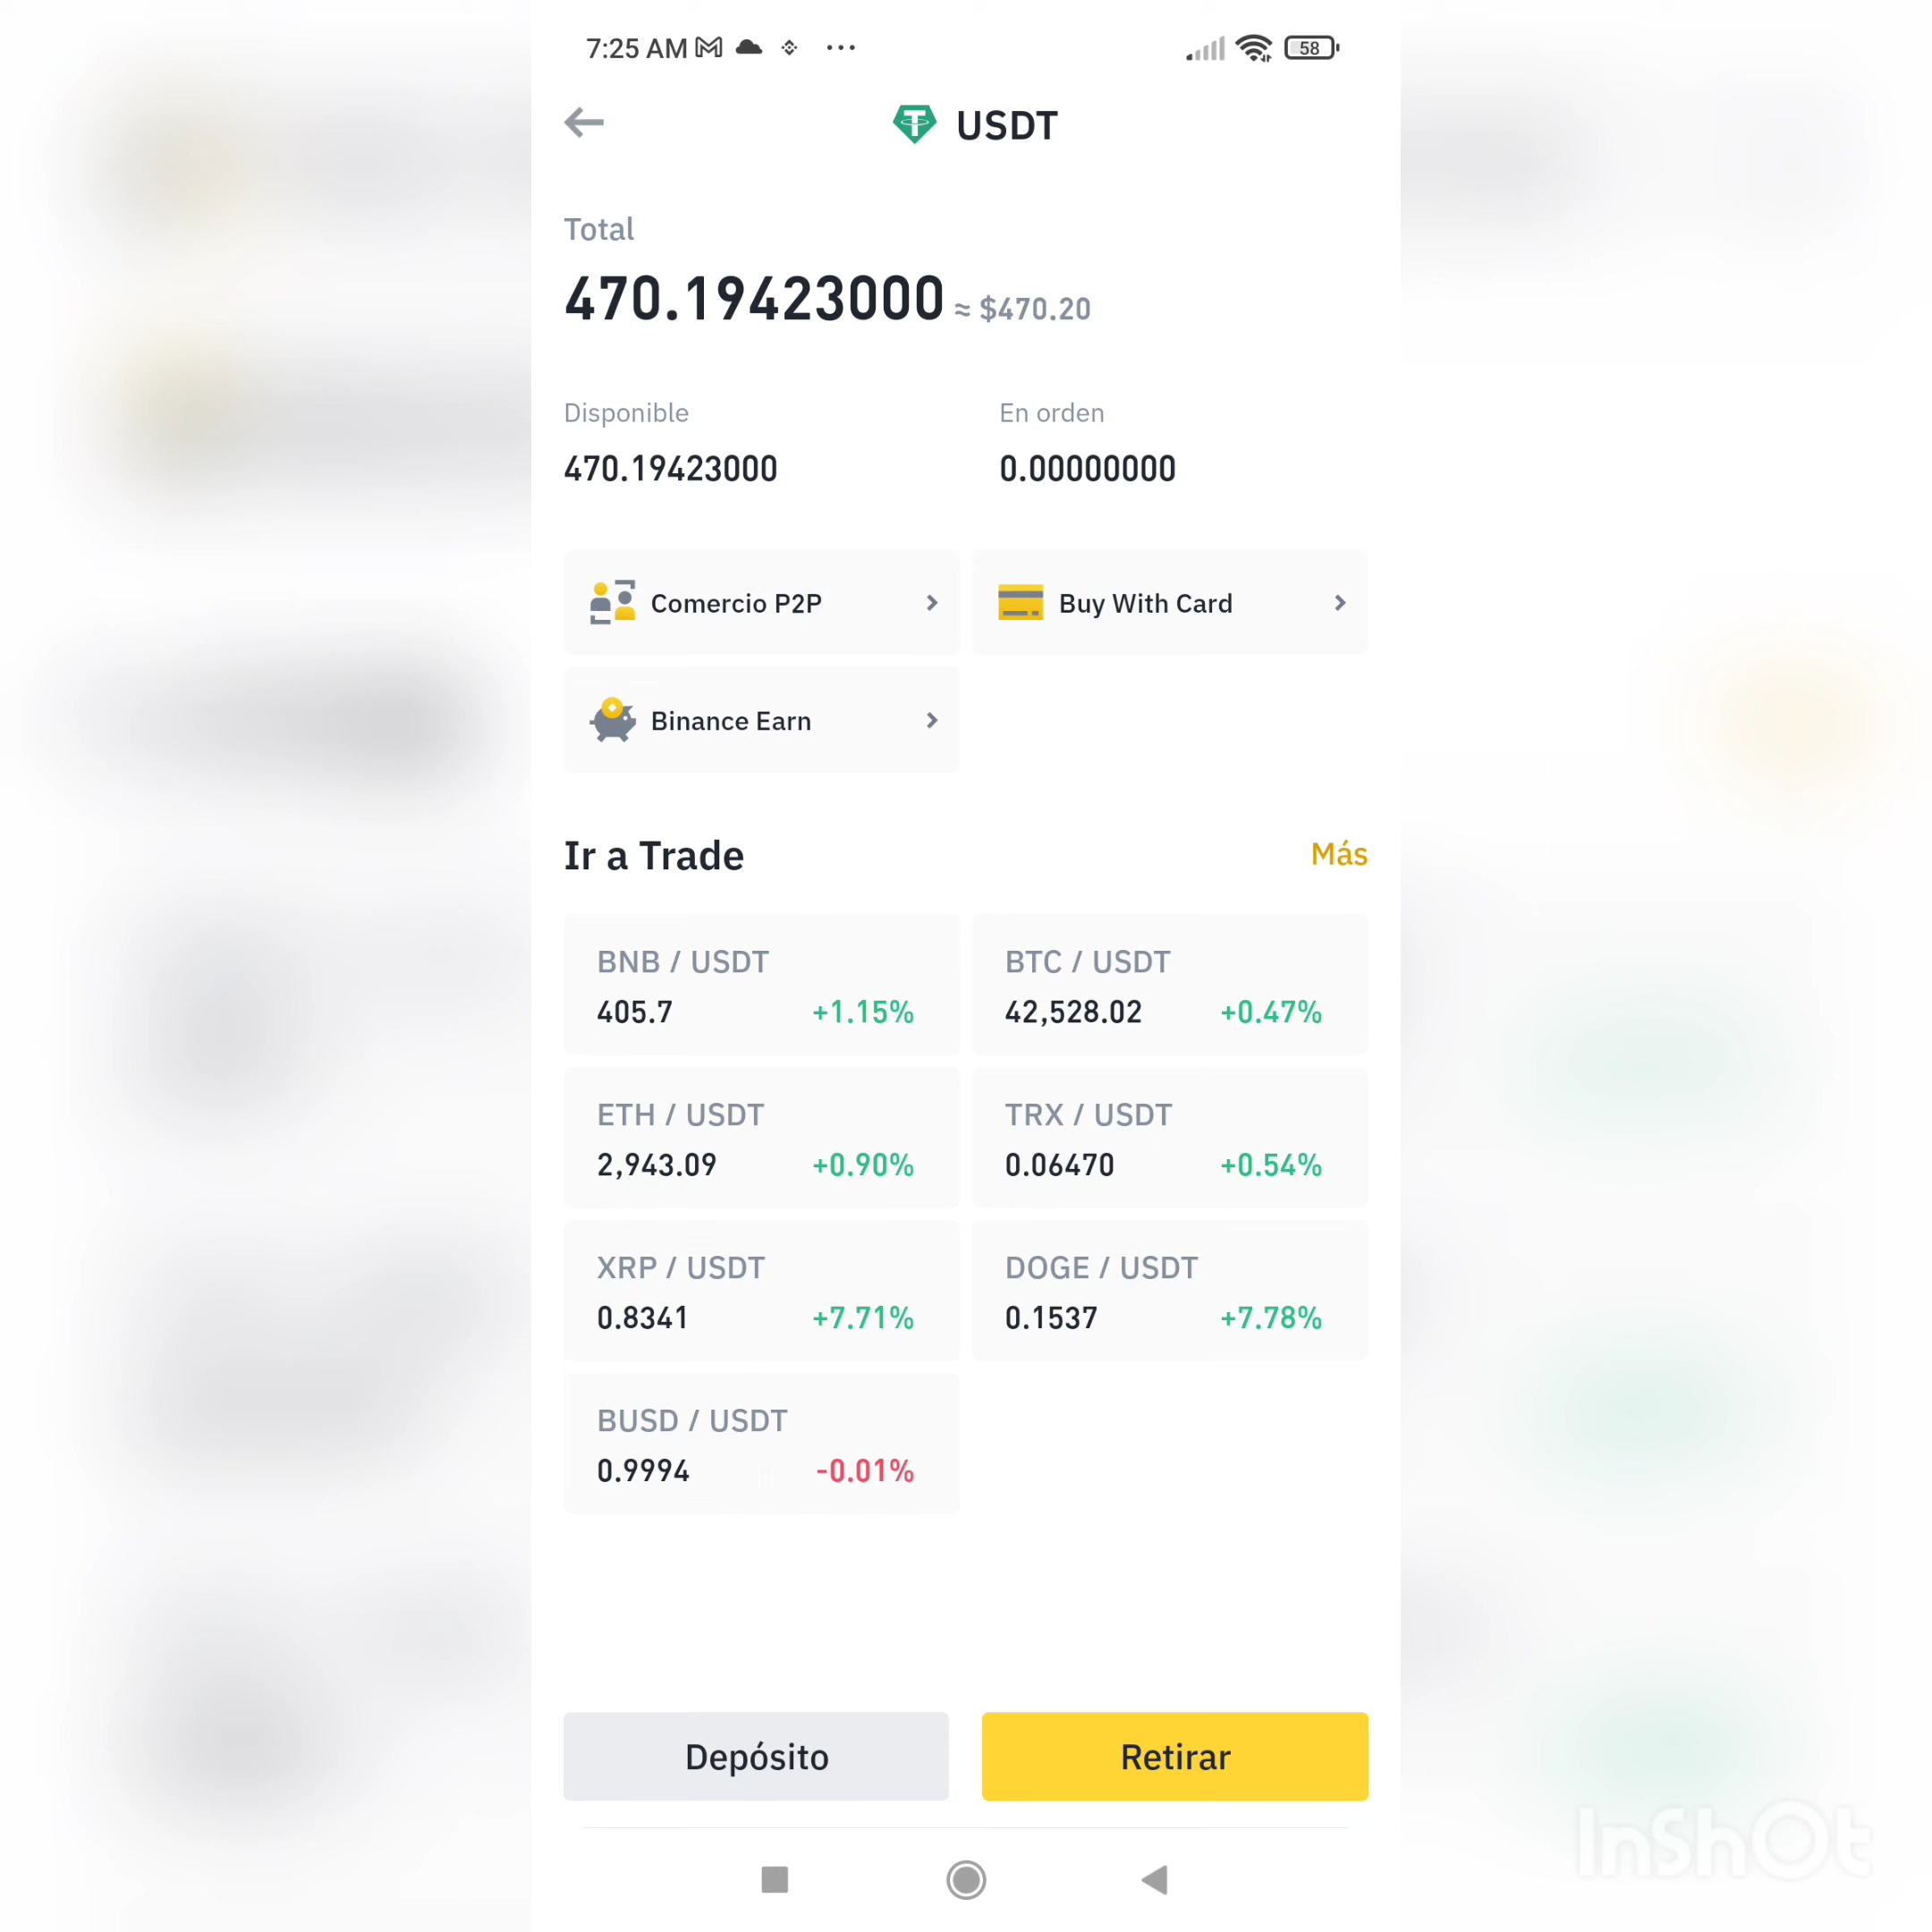 7:25 AM
58
USDT
Total
470.19423000 ≈ $470.20
Disponible
En orden
470.19423000
0.00000000
Comercio P2P
Buy With Card
Binance Earn
Ir a Trade
Más
BNB / USDT
405.7 +1.15%
BTC / USDT
42,528.02 +0.47%
ETH / USDT
2,943.09 +0.90%
TRX / USDT
0.06470 +0.54%
XRP / USDT
0.8341 +7.71%
DOGE / USDT
0.1537 +7.78%
BUSD / USDT
0.9994 -0.01%
Depósito
Retirar
InShOt